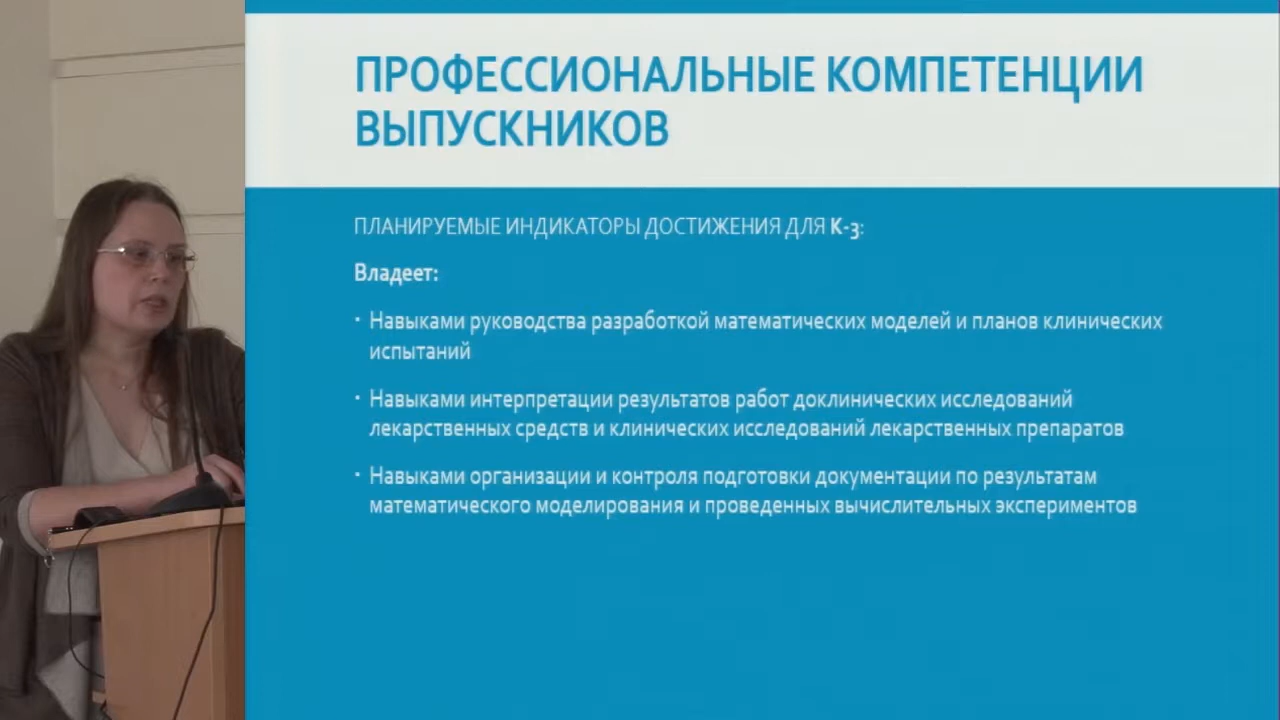 ПРОФЕССИОНАЛЬНЫЕ КОМПЕТЕНЦИИ
ВЫПУСКНИКОВ
ПЛАНИРУЕМЫЕ ИНДИКАТОРЫ ДОСТИЖЕНИЯ ДЛЯ К-3:
Владеет:
· Навыками руководства разработкой математических моделей и планов клинических
испытаний
· Навыками интерпретации результатов работ доклинических исследований
лекарственных средств и клинических исследований лекарственных препаратов
· Навыками организации и контроля подготовки документации по результатам
математического моделирования и проведенных вычислительных экспериментов